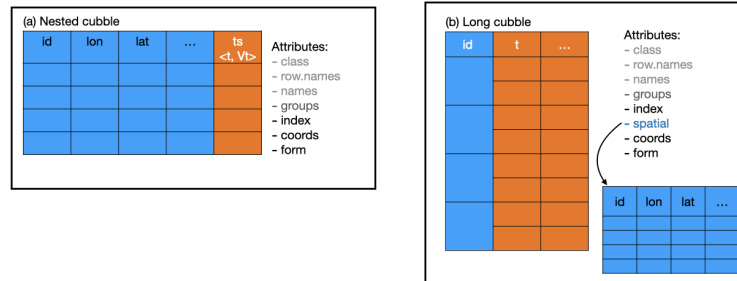 (a) Nested cubble
id lon lat ... ts
<t, Vt>
Attributes:
- class
- row.names
- names
- groups
- index
- coords
- form
(b) Long cubble
id t ...
Attributes:
- class
- row.names
- names
- groups
- index
- spatial
- coords
- form
id lon lat ...